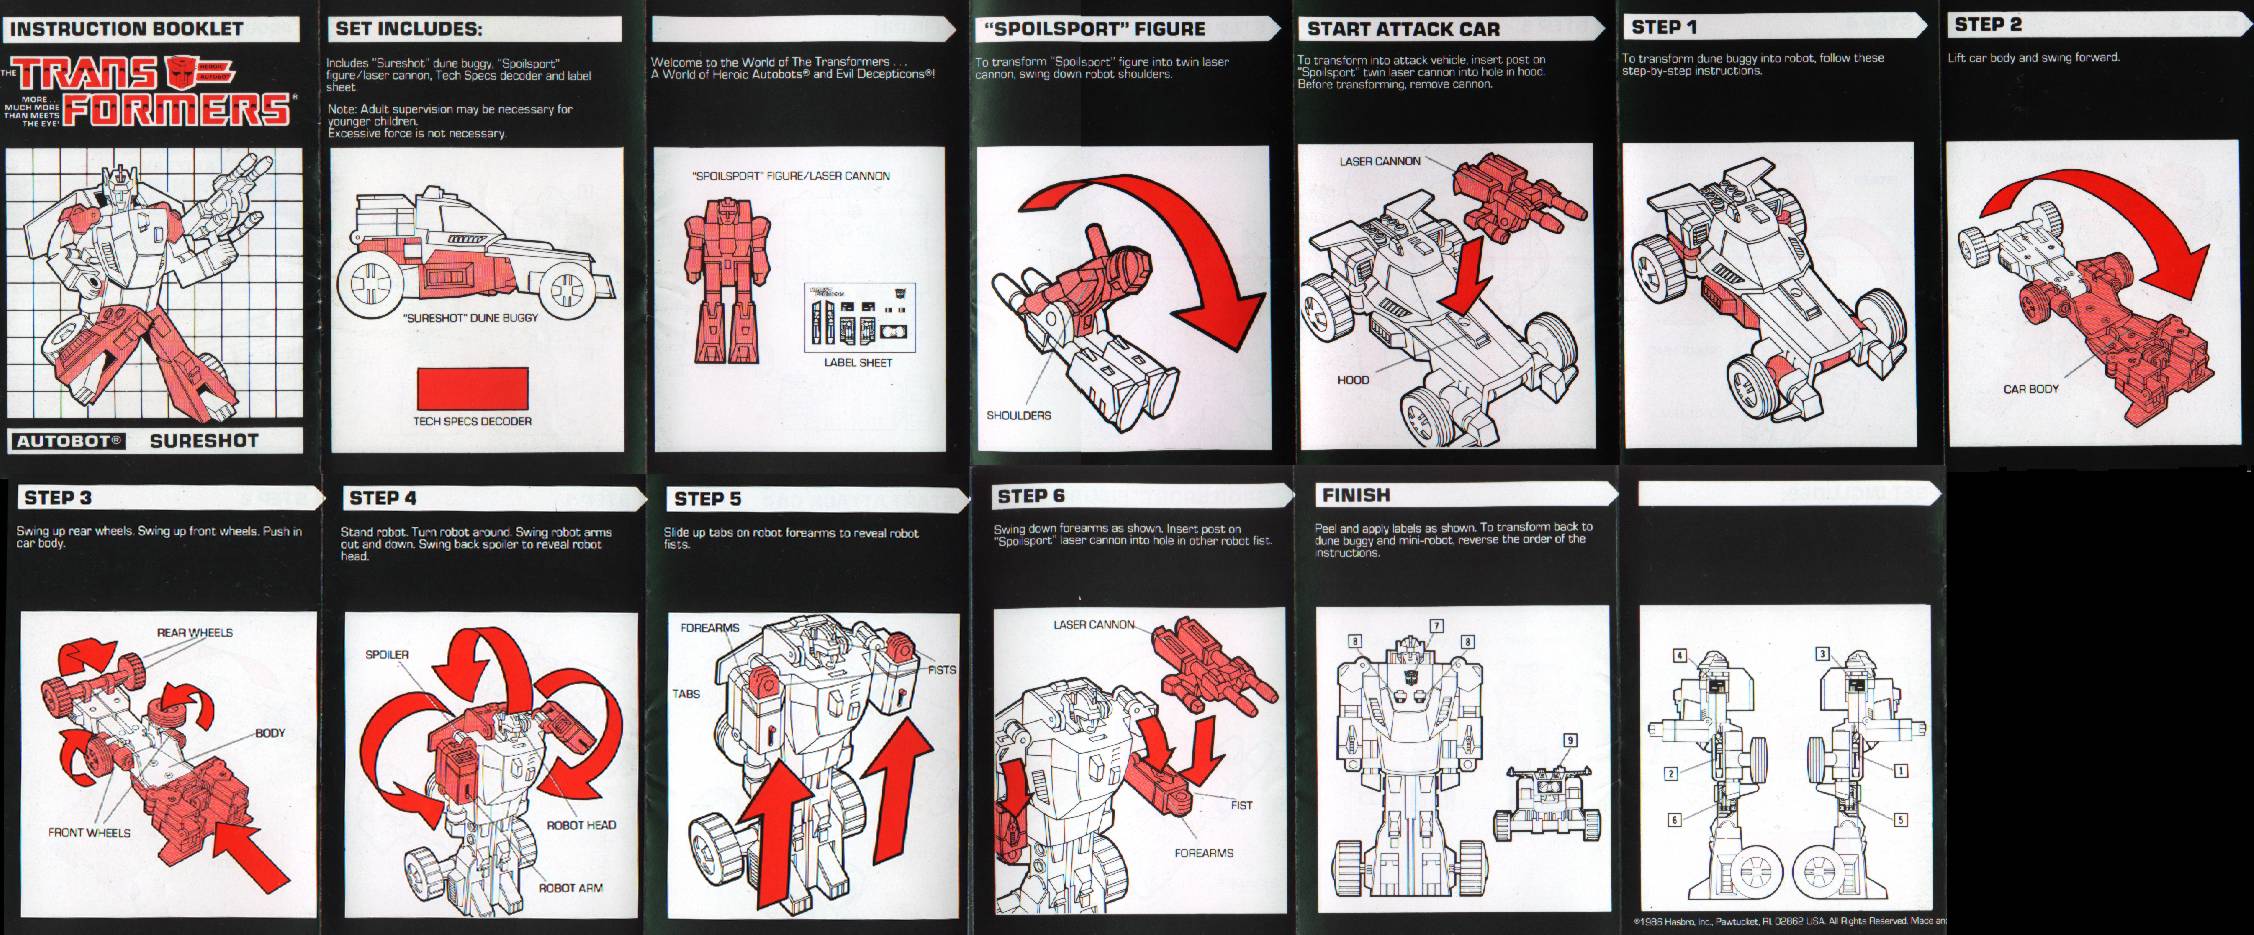 INSTRUCTION BOOKLET
THE TRANSFORMERS®
HEROIC
AUTOBOT
MORE...
MUCH MORE
THAN MEETS
THE EYE!
AUTOBOT® SURESHOT
SET INCLUDES:
Includes "Sureshot" dune buggy, "Spoilsport"
figure/laser cannon, Tech Specs decoder and label
sheet
Note: Adult supervision may be necessary for
younger children.
Excessive force is not necessary.
"SURESHOT" DUNE BUGGY
TECH SPECS DECODER
Welcome to the World of The Transformers . . .
A World of Heroic Autobots® and Evil Decepticons®!
"SPOILSPORT" FIGURE/LASER CANNON
LABEL SHEET
"SPOILSPORT" FIGURE
To transform "Spoilsport" figure into twin laser
cannon, swing down robot shoulders.
SHOULDERS
START ATTACK CAR
To transform into attack vehicle, insert post on
"Spoilsport" twin laser cannon into hole in hood.
Before transforming, remove cannon.
LASER CANNON
HOOD
STEP 1
To transform dune buggy into robot, follow these
step-by-step instructions.
STEP 2
Lift car body and swing forward.
CAR BODY
STEP 3
Swing up rear wheels. Swing up front wheels. Push in
car body.
REAR WHEELS
BODY
FRONT WHEELS
STEP 4
Stand robot. Turn robot around. Swing robot arms
out and down. Swing back spoiler to reveal robot
head.
SPOILER
ROBOT HEAD
ROBOT ARM
STEP 5
Slide up tabs on robot forearms to reveal robot
fists.
FOREARMS
FISTS
TABS
STEP 6
Swing down forearms as shown. Insert post on
"Spoilsport" laser cannon into hole in other robot fist.
LASER CANNON
FIST
FOREARMS
FINISH
Peel and apply labels as shown. To transform back to
dune buggy and mini-robot, reverse the order of the
instructions.
8
7
8
9
4
3
2
1
6
5
©1986 Hasbro, Inc., Pawtucket, R.I. 02862 USA. All Rights Reserved. Made an